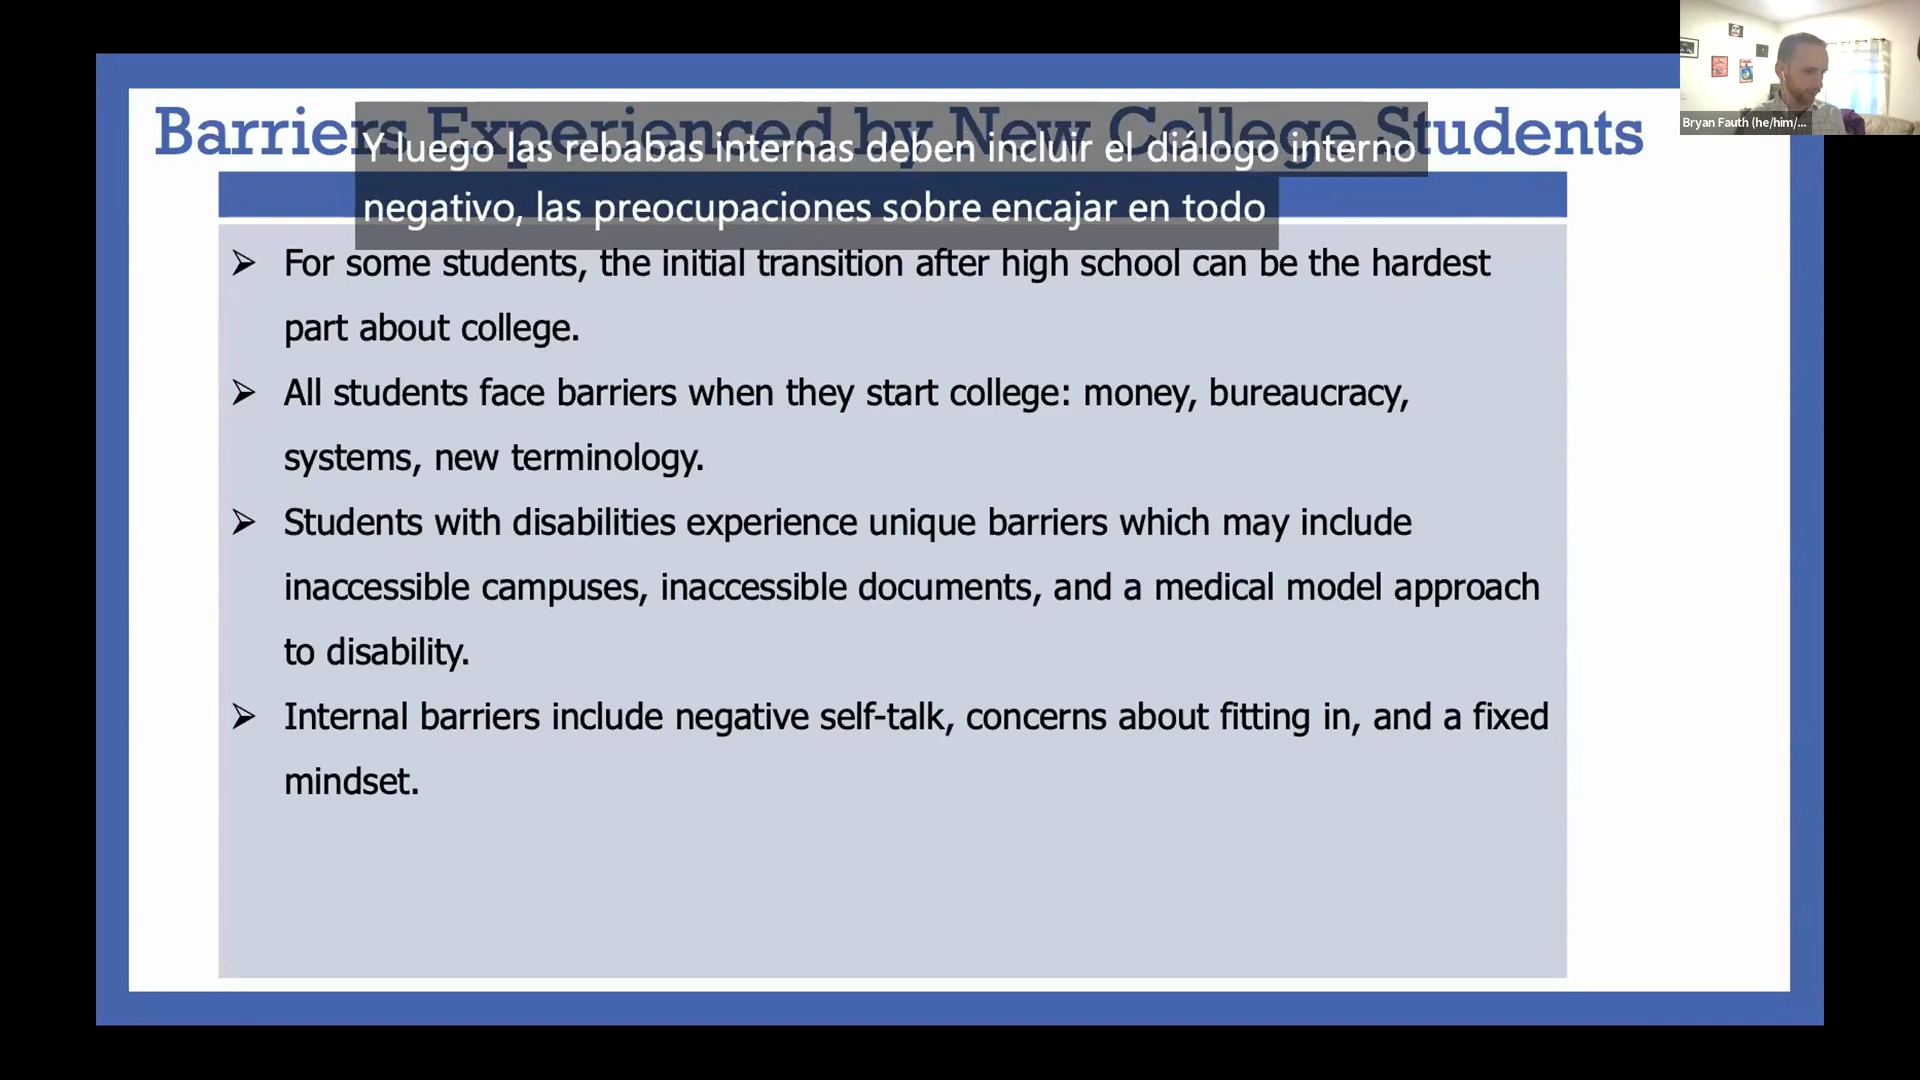 Barriers Experienced by New College Students
Y luego las rebabas internas deben incluir el diálogo interno
negativo, las preocupaciones sobre encajar en todo
Bryan Fauth (he/him/...
➢ For some students, the initial transition after high school can be the hardest
part about college.
➢ All students face barriers when they start college: money, bureaucracy,
systems, new terminology.
➢ Students with disabilities experience unique barriers which may include
inaccessible campuses, inaccessible documents, and a medical model approach
to disability.
➢ Internal barriers include negative self-talk, concerns about fitting in, and a fixed
mindset.